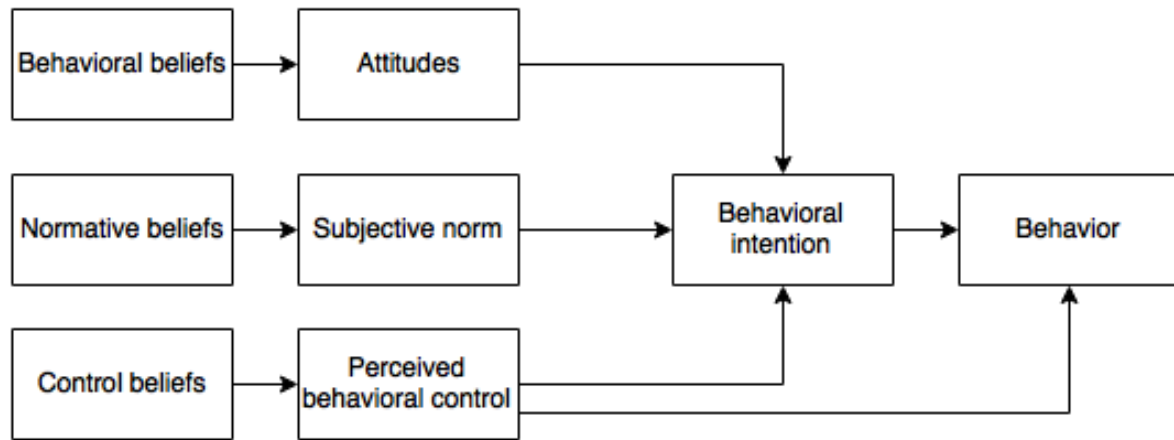 Behavioral beliefs
Attitudes
Normative beliefs
Subjective norm
Behavioral
intention
Behavior
Control beliefs
Perceived
behavioral control